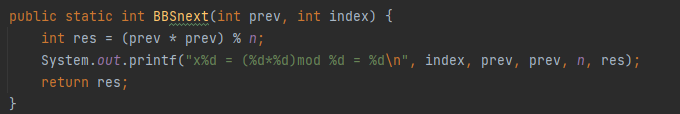 public static int BBSnext(int prev, int index) {
    int res = (prev * prev) % n;
    System.out.printf("x%d = (%d*%d)mod %d = %d\n", index, prev, prev, n, res);
    return res;
}